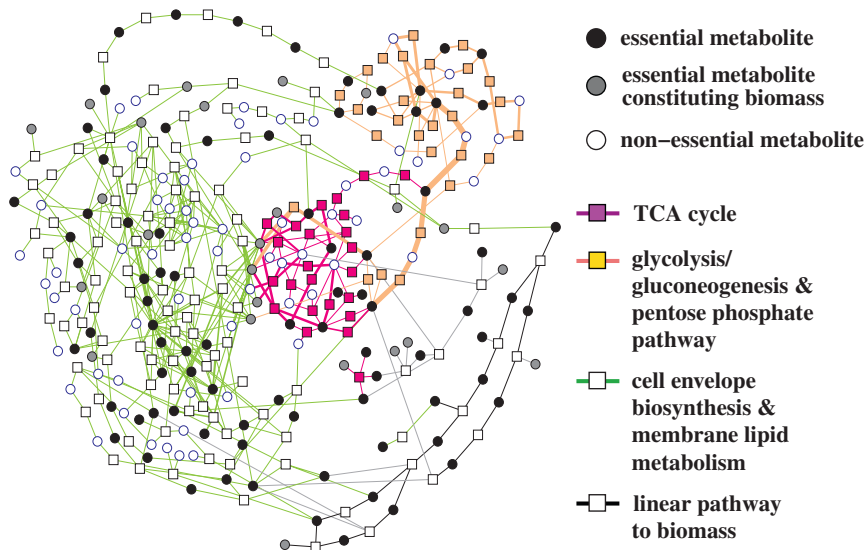 essential metabolite
essential metabolite
constituting biomass
non−essential metabolite
TCA cycle
glycolysis/
gluconeogenesis &
pentose phosphate
pathway
cell envelope
biosynthesis &
membrane lipid
metabolism
linear pathway
to biomass